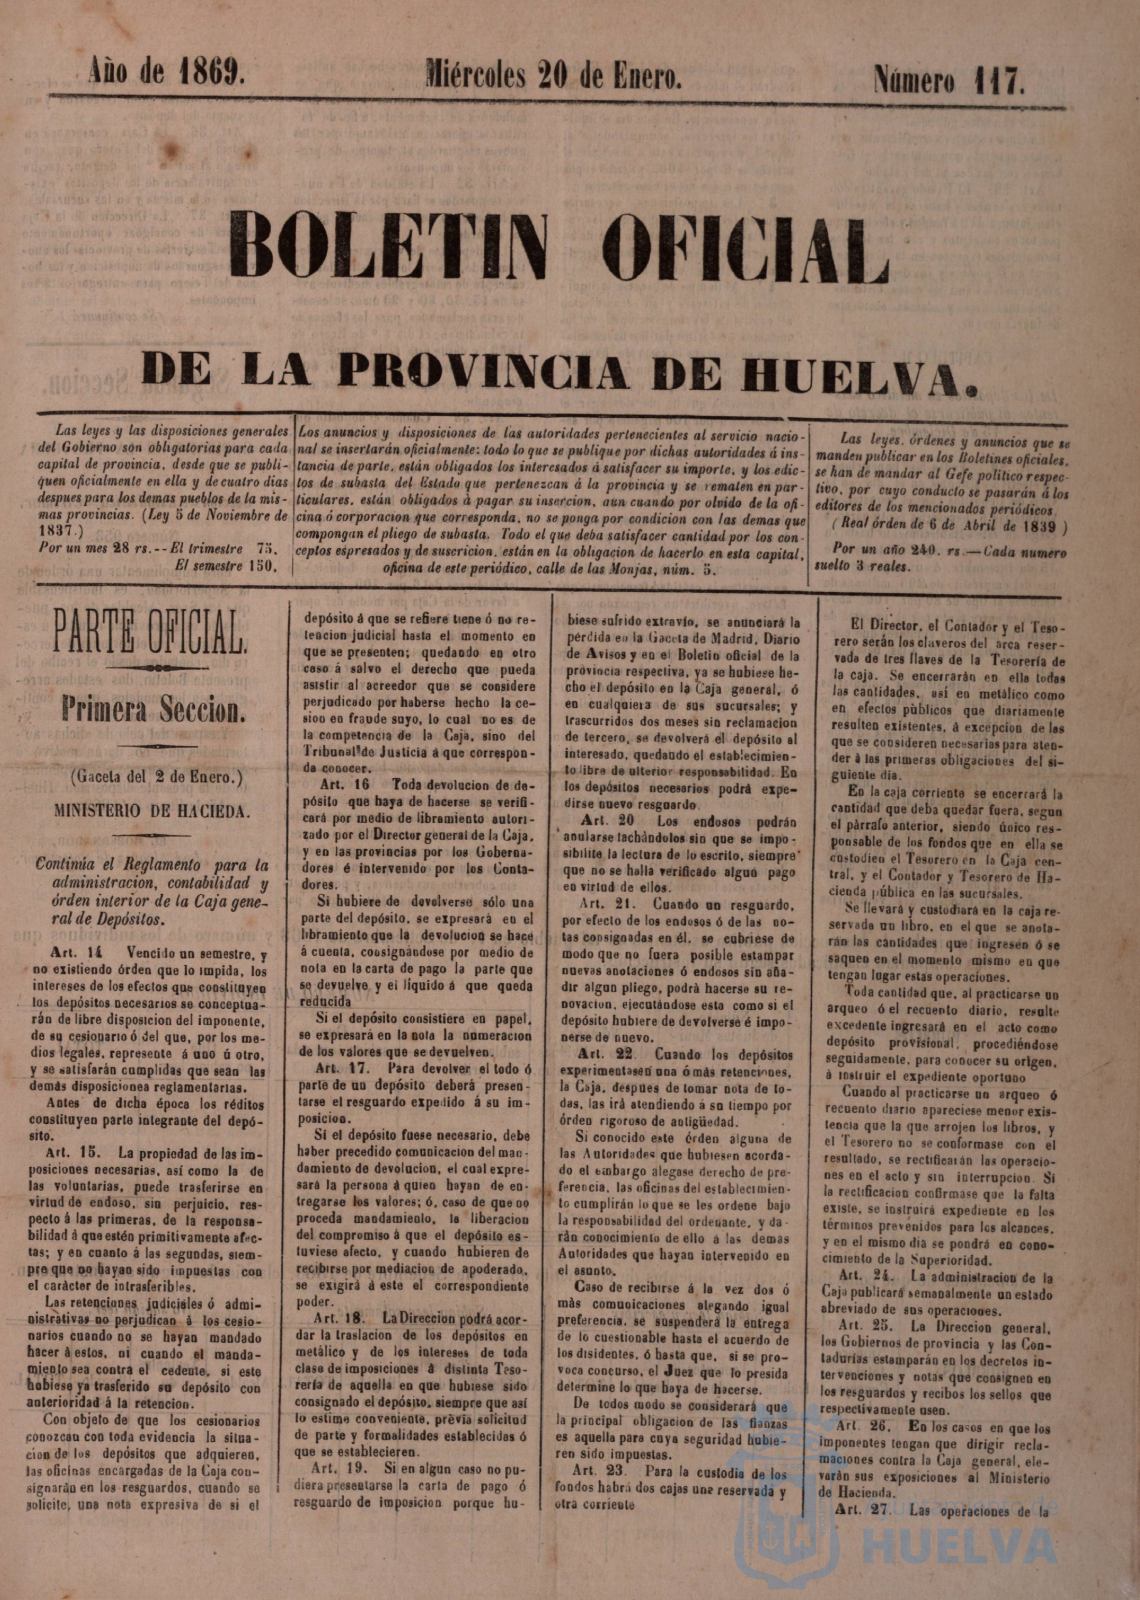 Año de 1869.
Miércoles 20 de Enero.
Número 117.
BOLETIN OFICIAL
DE LA PROVINCIA DE HUELVA.
Las leyes y las disposiciones generales
del Gobierno son obligatorias para cada
capital de provincia, desde que se publi-
quen oficialmente en ella y de cuatro dias
despues para los demas pueblos de la mis-
mas provincias. (Ley 5 de Noviembre de
1837.)
Por un mes 28 rs.--El trimestre 75.
El semestre 150.
Los anuncios y disposiciones de las autoridades pertenecientes al servicio nacio-
nal se insertarán oficialmente: todo lo que se publique por dichas autoridades á ins-
tancia de parte, están obligados los interesados á satisfacer su importe, y los edic-
tos de subasta del Estado que pertenezcan á la provincia y se rematen en par-
ticulares, están obligados á pagar su insercion, aun cuando por olvido de la ofi-
cina ó corporacion que corresponda, no se ponga por condicion con las demas que
compongan el pliego de subasta. Todo el que deba satisfacer cantidad por los con-
ceptos espresados y de suscricion, están en la obligacion de hacerlo en esta capital,
oficina de este periódico, calle de las Monjas, núm. 5.
Las leyes, órdenes y anuncios que se
manden publicar en los Boletines oficiales,
se han de mandar al Gefe político respec-
tivo, por cuyo conducto se pasarán á los
editores de los mencionados periódicos
(Real órden de 6 de Abril de 1839)
Por un año 240. rs.—Cada numero
suelto 3 reales.
PARTE OFICIAL.
Primera Seccion.
(Gaceta del 2 de Enero.)
MINISTERIO DE HACIEDA.
Continúa el Reglamento para la
administracion, contabilidad y
órden interior de la Caja gene-
ral de Depósitos.
Art. 14 Vencido un semestre, y
no existiendo órden que lo impida, los
intereses de los efectos que constituyen
los depósitos necesarios se conceptua-
rán de libre disposicion del imponente,
de su cesionario ó del que, por los me-
dios legales, represente á uno ú otro,
y se satisfarán cumplidas que sean las
demás disposiciones reglamentarias.
Antes de dicha época los réditos
constituyen parte integrante del depó-
sito.
Art. 15. La propiedad de las im-
posiciones necesarias, así como la de
las voluntarias, puede trasferirse en
virtud de endoso, sin perjuicio, res-
pecto á las primeras, de la responsa-
bilidad á que estén primitivamente afec-
tas; y en cuanto á las segundas, siem-
pre que no hayan sido impuestas con
el carácter de intrasferibles.
Las retenciones judiciales ó admi-
nistrativas no perjudican á los cesio-
narios cuando no se hayan mandado
hacer á estos, ni cuando el manda-
miento sea contra el cedente, si este
hubiese ya trasferido su depósito con
anterioridad á la retencion.
Con objeto de que los cesionarios
conozcan con toda evidencia la situa-
cion de los depósitos que adquieren,
las oficinas encargadas de la Caja con-
signarán en los resguardos, cuando se
solicite, una nota expresiva de si el
depósito á que se refiere tiene ó no re-
tencion judicial hasta el momento en
que se presenten; quedando en otro
caso á salvo el derecho que pueda
asistir al acreedor que se considere
perjudicado por haberse hecho la ce-
sion en fraude suyo, lo cual no es de
la competencia de la Caja, sino del
Tribunal de Justicia á que correspon-
da conocer.
Art. 16 Toda devolucion de de-
pósito que haya de hacerse se verifi-
cará por medio de libramiento autori-
zado por el Director general de la Caja,
y en las provincias por los Goberna-
dores é intervenido por los Conta-
dores.
Si hubiere de devolverse sólo una
parte del depósito, se expresará en el
libramiento que la devolucion se hace
á cuenta, consignándose por medio de
nota en la carta de pago la parte que
se devuelve y el líquido á que queda
reducida
Si el depósito consistiere en papel,
se expresará en la nota la numeracion
de los valores que se devuelven.
Art. 17. Para devolver el todo ó
parte de un depósito deberá presen-
tarse el resguardo expedido á su im-
posicion.
Si el depósito fuese necesario, debe
haber precedido comunicacion del man-
damiento de devolucion, el cual expre-
sará la persona á quien hayan de en-
tregarse los valores; ó, caso de que no
proceda mandamiento, la liberacion
del compromiso á que el depósito es-
tuviese afecto, y cuando hubieren de
recibirse por mediacion de apoderado,
se exigirá á este el correspondiente
poder.
Art. 18. La Direccion podrá acor-
dar la traslacion de los depósitos en
metálico y de los intereses de toda
clase de imposiciones á distinta Teso-
rería de aquella en que hubiese sido
consignado el depósito, siempre que así
lo estime conveniente, prévia solicitud
de parte y formalidades establecidas ó
que se establecieren.
Art. 19. Si en algun caso no pu-
diera presentarse la carta de pago ó
resguardo de imposicion porque hu-
biese sufrido extravío, se anunciará la
pérdida en la Gaceta de Madrid, Diario
de Avisos y en el Boletin oficial de la
provincia respectiva, ya se hubiese he-
cho el depósito en la Caja general, ó
en cualquiera de sus sucursales; y
trascurridos dos meses sin reclamacion
de tercero, se devolverá el depósito al
interesado, quedando el establecimien-
to libre de ulterior responsabilidad. En
los depósitos necesarios podrá expe-
dirse nuevo resguardo.
Art. 20 Los endosos podrán
anularse tachándolos sin que se impo-
sibilite la lectura de lo escrito, siempre
que no se halla verificado algun pago
en virtud de ellos.
Art. 21. Cuando un resguardo,
por efecto de los endosos ó de las no-
tas consignadas en él, se cubriese de
modo que no fuera posible estampar
nuevas anotaciones ó endosos sin aña-
dir algun pliego, podrá hacerse su re-
novacion, ejecutándose esta como si el
depósito hubiere de devolverse é impo-
nerse de nuevo.
Art. 22. Cuando los depósitos
experimentasen una ó más retenciones,
la Caja, despues de tomar nota de to-
das, las irá atendiendo á su tiempo por
órden rigoroso de antigüedad.
Si conocido este órden alguna de
las Autoridades que hubiesen acorda-
do el embargo alegase derecho de pre-
ferencia, las oficinas del establecimien-
to cumplirán lo que se les ordene bajo
la responsabilidad del ordenante, y da-
rán conocimiento de ello á las demas
Autoridades que hayan intervenido en
el asunto.
Caso de recibirse á la vez dos ó
más comunicaciones alegando igual
preferencia, se suspenderá la entrega
de lo cuestionable hasta el acuerdo de
los disidentes, ó hasta que, si se pro-
voca concurso, el Juez que lo presida
determine lo que haya de hacerse.
De todos modo se considerará que
la principal obligacion de las fianzas
es aquella para cuya seguridad hubie-
ren sido impuestas.
Art. 23. Para la custodia de los
fondos habrá dos cajas una reservada y
otra corriente
El Director, el Contador y el Teso-
rero serán los claveros del arca reser-
vada de tres llaves de la Tesorería de
la caja. Se encerrarán en ella todas
las cantidades, así en metálico como
en efectos públicos que diariamente
resulten existentes, á excepcion de las
que se consideren necesarias para aten-
der á las primeras obligaciones del si-
guiente dia.
En la caja corriente se encerrará la
cantidad que deba quedar fuera, segun
el párrafo anterior, siendo único res-
ponsable de los fondos que en ella se
custodien el Tesorero en la Caja cen-
tral, y el Contador y Tesorero de Ha-
cienda pública en las sucursales.
Se llevará y custodiará en la caja re-
servada un libro, en el que se anota-
rán las cantidades que ingresen ó se
saquen en el momento mismo en que
tengan lugar estas operaciones.
Toda cantidad que, al practicarse un
arqueo ó el recuento diario, resulte
excedente ingresará en el acto como
depósito provisional, procediéndose
seguidamente, para conocer su origen,
á instruir el expediente oportuno
Cuando al practicarse un arqueo ó
recuento diario apareciese menor exis-
tencia que la que arrojen los libros, y
el Tesorero no se conformase con el
resultado, se rectificarán las operacio-
nes en el acto y sin interrupcion. Si
la rectificacion confirmase que la falta
existe, se instruirá expediente en los
términos prevenidos para los alcances,
y en el mismo dia se pondrá en cono-
cimiento de la Superioridad.
Art. 24. La administracion de la
Caja publicará semanalmente un estado
abreviado de sus operaciones.
Art. 25. La Direccion general,
los Gobiernos de provincia y las Con-
tadurías estamparán en los decretos in-
tervenciones y notas que consignen en
los resguardos y recibos los sellos que
respectivamente usen.
Art. 26. En los casos en que los
imponentes tengan que dirigir recla-
maciones contra la Caja general, ele-
varán sus exposiciones al Ministerio
de Hacienda.
Art. 27. Las operaciones de la
Ayuntamiento de
HUELVA